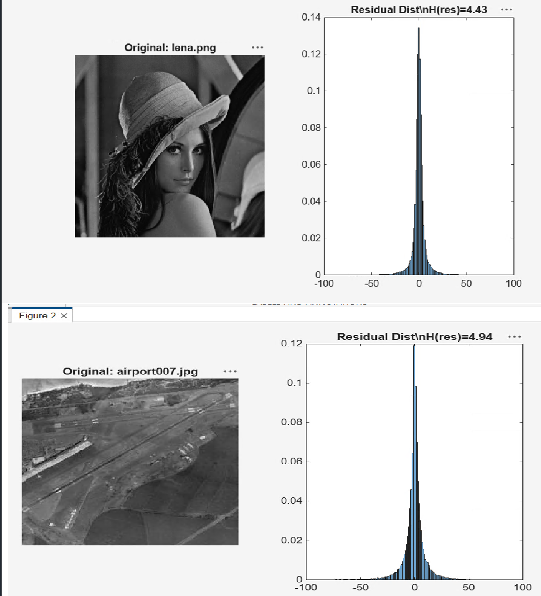 Residual Dist\nH(res)=4.43
Original: lena.png
0.14
0.12
0.1
0.08
0.06
0.04
0.02
0
-100 -50 0 50 100
Figure 2 ×
Residual Dist\nH(res)=4.94
Original: airport007.jpg
0.12
0.1
0.08
0.06
0.04
0.02
0
-100 -50 0 50 100